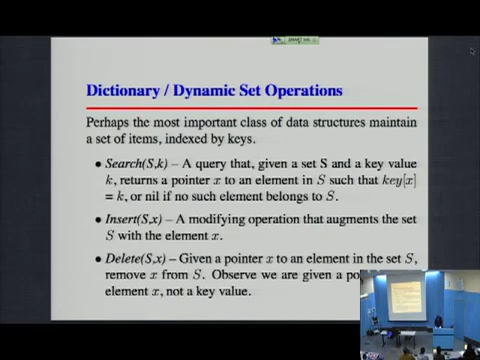 Dictionary / Dynamic Set Operations
Perhaps the most important class of data structures maintain
a set of items, indexed by keys.
• Search(S,k) – A query that, given a set S and a key value
k, returns a pointer x to an element in S such that key[x]
= k, or nil if no such element belongs to S.
• Insert(S,x) – A modifying operation that augments the set
S with the element x.
• Delete(S,x) – Given a pointer x to an element in the set S,
remove x from S. Observe we are given a
element x, not a key value.